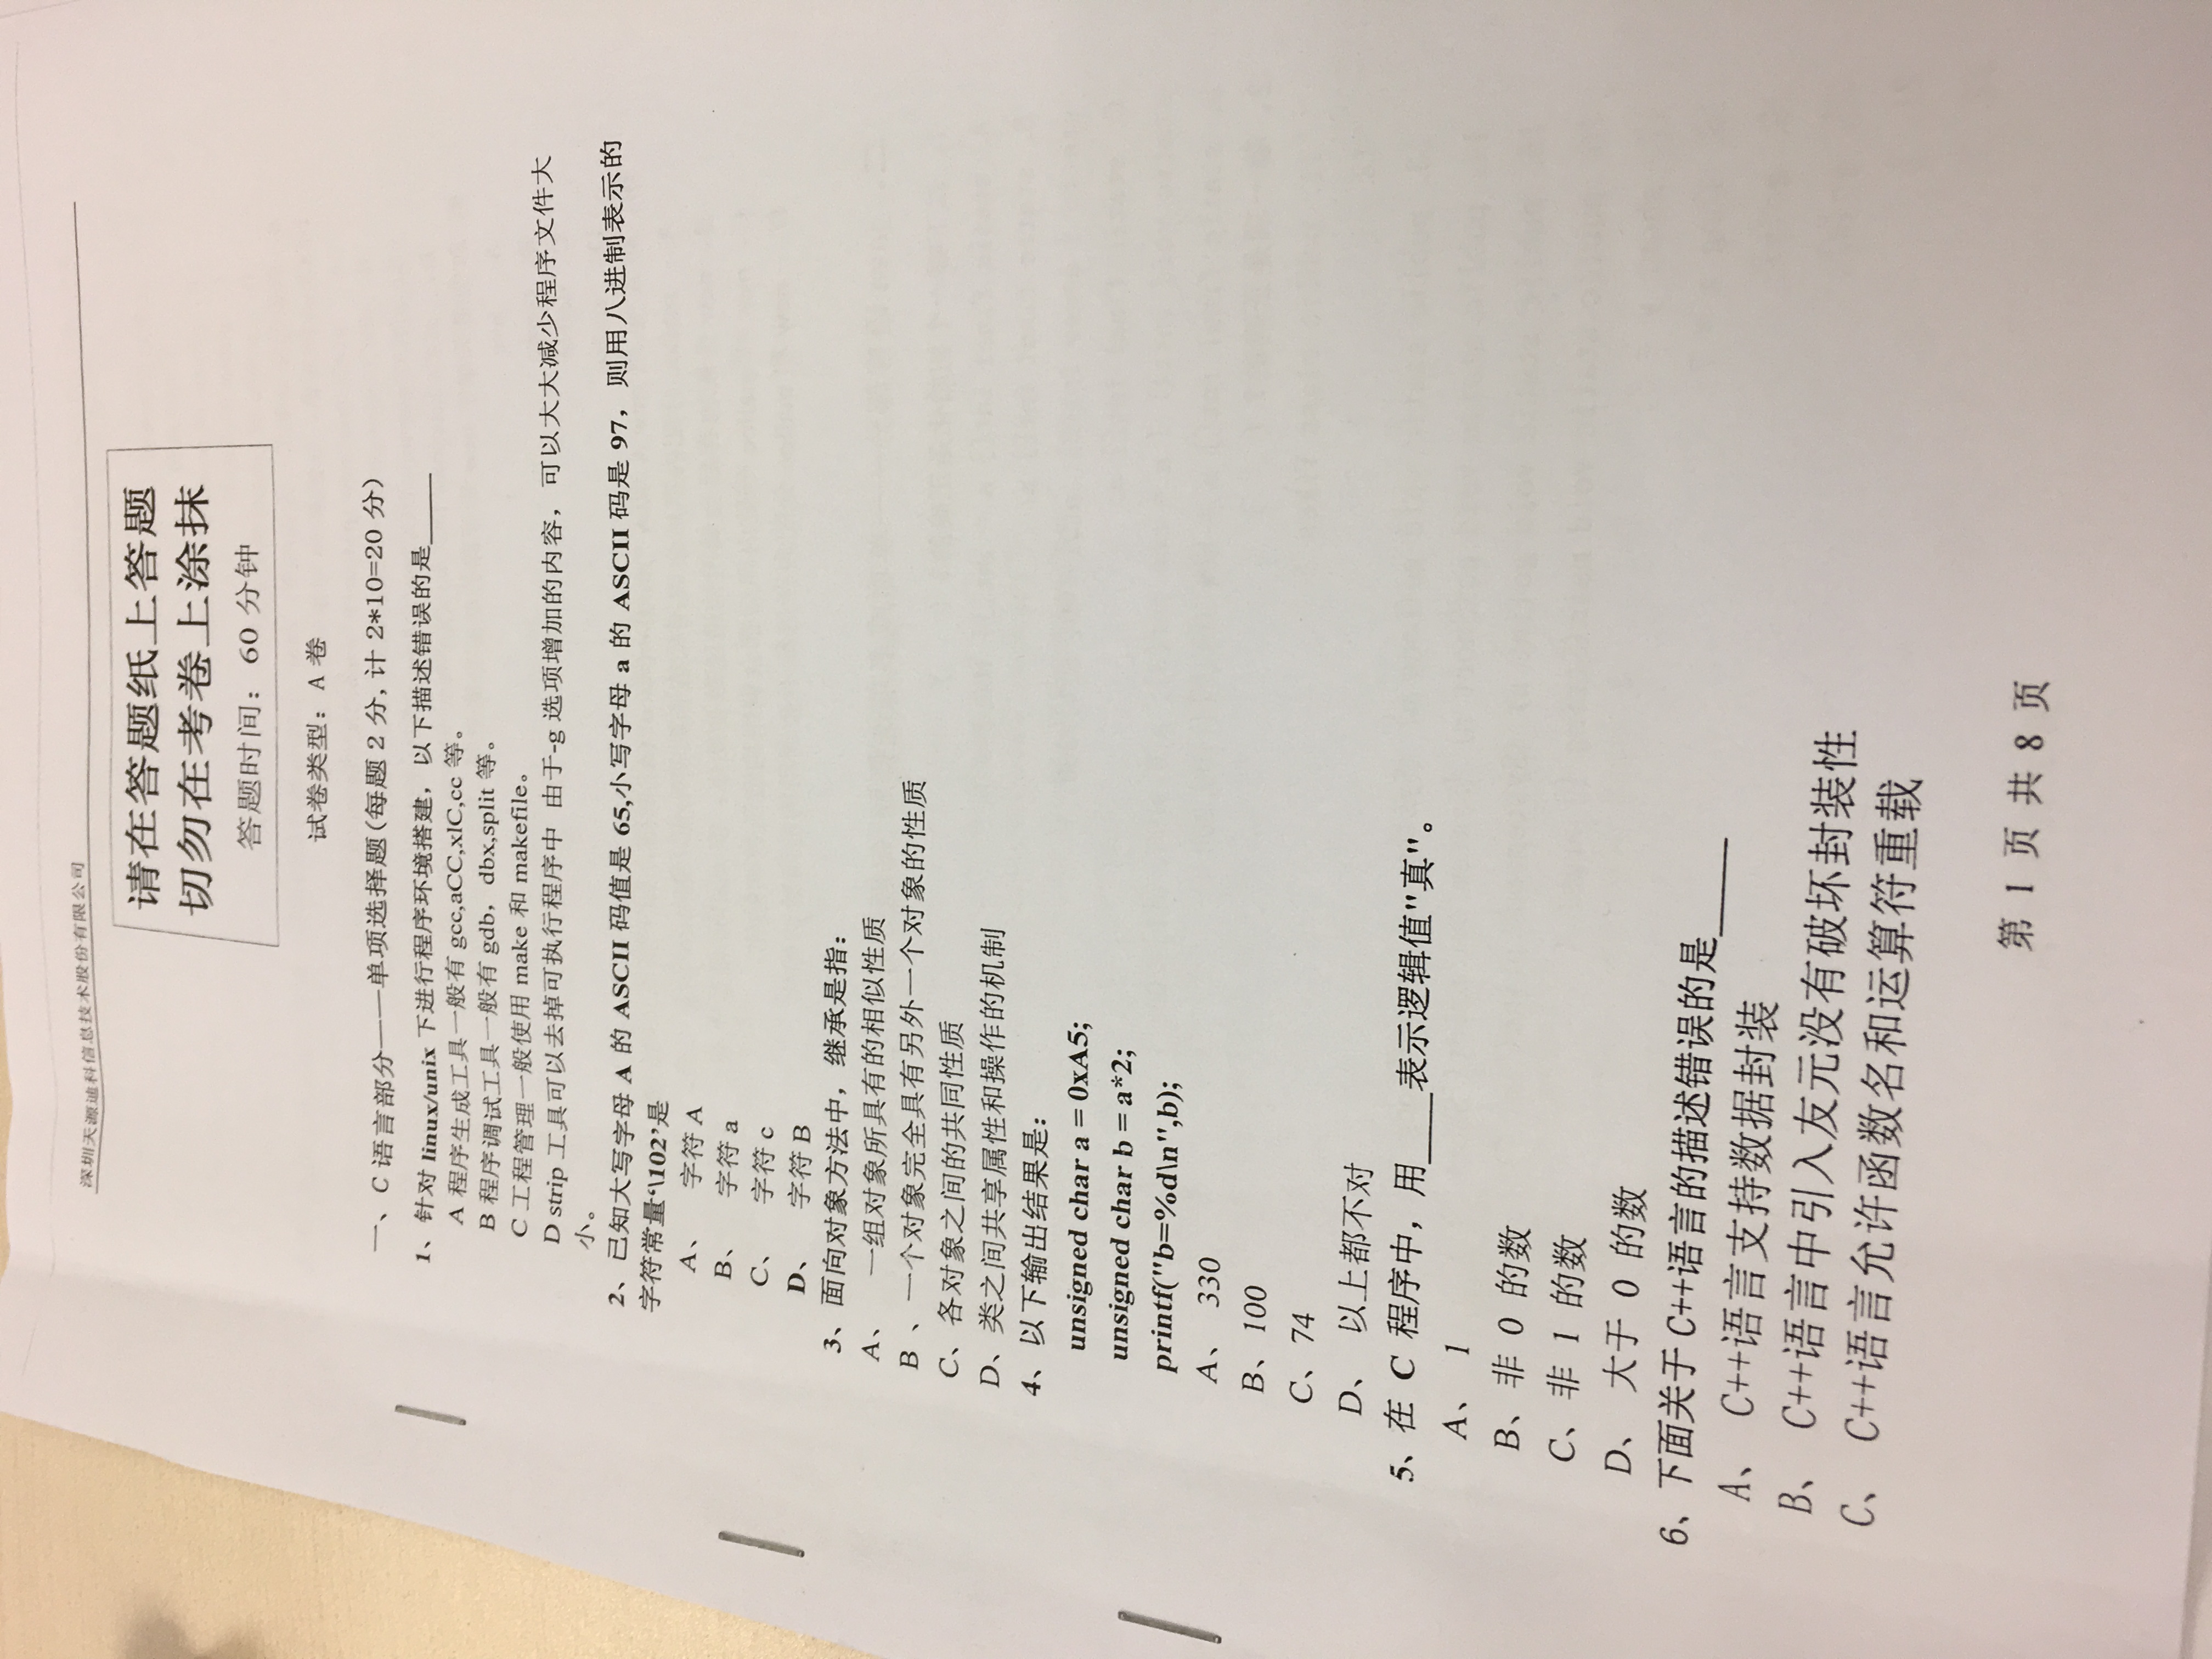 深圳天源迪科信息技术股份有限公司
请在答题纸上答题
切勿在考卷上涂抹
答题时间：60 分钟
试卷类型：A 卷
一、C 语言部分——单项选择题(每题 2 分, 计 2*10=20 分)
1、针对 linux/unix 下进行程序环境搭建，以下描述错误的是_____
A 程序生成工具一般有 gcc,aCC,xlC,cc 等。
B 程序调试工具一般有 gdb，dbx,split 等。
C 工程管理一般使用 make 和 makefile。
D strip 工具可以去掉可执行程序中 由于-g 选项增加的内容，可以大大减少程序文件大
小。
2、已知大写字母 A 的 ASCII 码值是 65,小写字母 a 的 ASCII 码是 97，则用八进制表示的
字符常量‘\102’是
A、 字符 A
B、 字符 a
C、 字符 c
D、 字符 B
3、面向对象方法中，继承是指：
A、 一组对象所具有的相似性质
B 、一个对象完全具有另外一个对象的性质
C、各对象之间的共同性质
D、类之间共享属性和操作的机制
4、以下输出结果是：
unsigned char a = 0xA5;
unsigned char b = a*2;
printf("b=%d\n",b);
A、 330
B、100
C、74
D、 以上都不对
5、在 C 程序中，用____表示逻辑值"真"。
A、 1
B、非 0 的数
C、非 1 的数
D、 大于 0 的数
6、下面关于 C++语言的描述错误的是_____
A、 C++语言支持数据封装
B、 C++语言中引入友元没有破坏封装性
C、 C++语言允许函数名和运算符重载
第 1 页 共 8 页